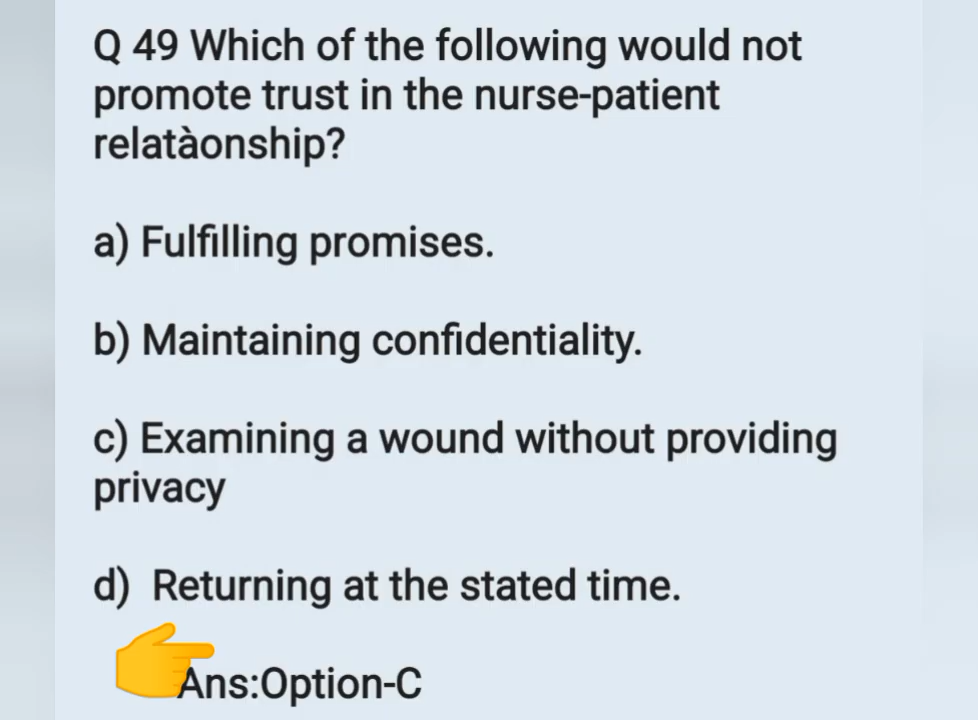 Q 49 Which of the following would not
promote trust in the nurse-patient
relatàonship?
a) Fulfilling promises.
b) Maintaining confidentiality.
c) Examining a wound without providing
privacy
d) Returning at the stated time.
Ans:Option-C